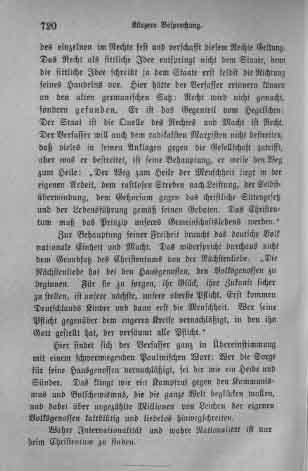 720 Kürzere Besprechung.
des einzelnen im Rechte fest und verschafft diesem Rechte Geltung.
Das Recht als sittliche Idee entspringt nicht dem Staate, denn
die sittliche Idee schreibt ja dem Staate erst selbst die Richtung
seines Handelns vor. Hier hätte der Verfasser erinnern können
an den alten germanischen Satz: Recht wird nicht gemacht,
sondern gefunden. Er ist das Gegenteil vom Hegelschen:
Der Staat ist die Quelle des Rechtes und Macht ist Recht.
Der Verfasser will auch dem radikalsten Marxisten nicht bestreiten,
daß vieles in seinen Anklagen gegen die Gesellschaft zutrifft,
aber was er bestreitet, ist seine Behauptung, er weise den Weg
zum Heile: „Der Weg zum Heile der Menschheit liegt in der
eigenen Arbeit, dem rastlosen Streben nach Leistung, der Selbst-
überwindung, dem Gehorsam gegen das christliche Sittengesetz
und der Lebensführung gemäß seinen Geboten. Das Christen-
tum muß das Prinzip unseres Gemeinschaftslebens werden.“
Zur Behauptung seiner Freiheit braucht das deutsche Volk
nationale Einheit und Macht. Das widerspricht durchaus nicht
dem Grundsatz des Christentums von der Nächstenliebe. „Die
Nächstenliebe hat bei den Hausgenossen, den Volksgenossen zu
beginnen. Für sie zu sorgen, ihr Glück, ihre Zukunft sicher
zu stellen, ist unsere nächste, unsere oberste Pflicht. Erst kommen
Deutschlands Kinder und dann erst die Menschheit. Wer seine
Pflicht gegenüber dem engeren Kreise vernachlässigt, in den ihn
Gott gestellt hat, der versäumt alle Pflicht.“
Hier findet sich der Verfasser ganz in Übereinstimmung
mit einem schwerwiegenden Paulinischen Wort: Wer die Sorge
für seine Hausgenossen vernachlässigt, sei der wie ein Heide und
Sünder. Das klingt wie ein Kampfruf gegen den Kommunis-
mus und Bolschewismus, die die ganze Welt beglücken wollen,
und dabei über ungezählte Millionen von Leichen der eigenen
Volksgenossen kaltblütig und lieblos hinwegschreiten.
Wahre Internationalität und wahre Nationalität ist nur
beim Christentum zu finden.